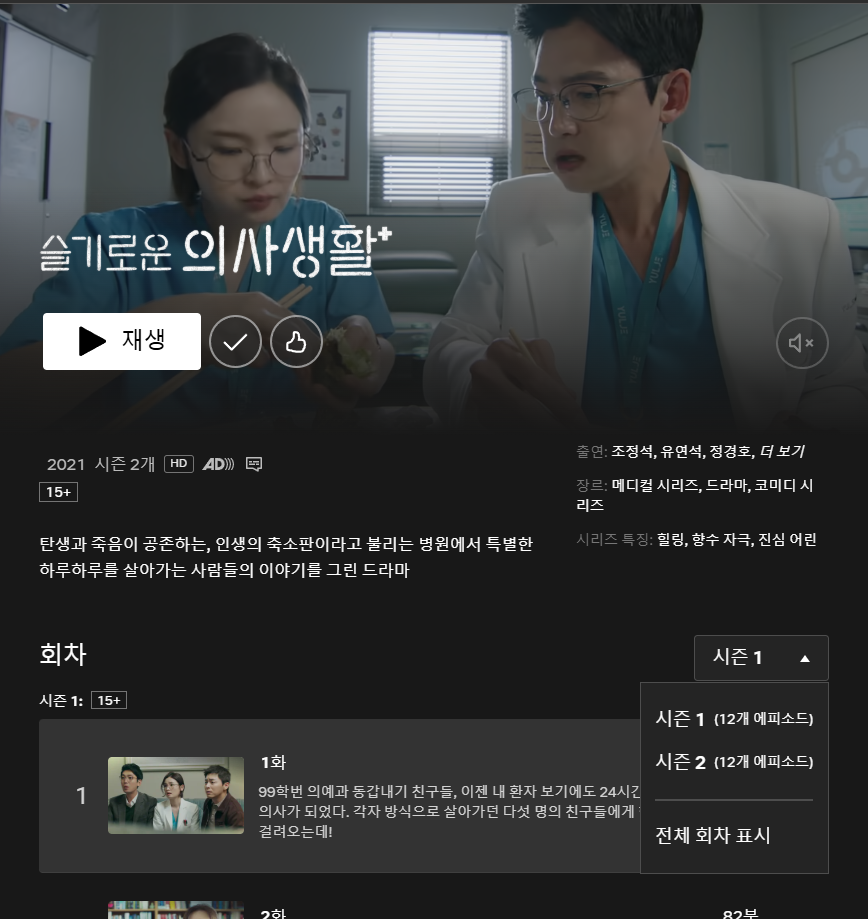 슬기로운 의사생활+
재생
2021 시즌 2개 HD AD
15+
탄생과 죽음이 공존하는, 인생의 축소판이라고 불리는 병원에서 특별한
하루하루를 살아가는 사람들의 이야기를 그린 드라마
출연: 조정석, 유연석, 정경호, 더 보기
장르: 메디컬 시리즈, 드라마, 코미디 시
리즈
시리즈 특징: 힐링, 향수 자극, 진심 어린
회차
시즌 1
시즌 1: 15+
시즌 1 (12개 에피소드)
시즌 2 (12개 에피소드)
전체 회차 표시
1
1화
99학번 의예과 동갑내기 친구들, 이젠 내 환자 보기에도 24시간
의사가 되었다. 각자 방식으로 살아가던 다섯 명의 친구들에게
걸려오는데!
2화
82분